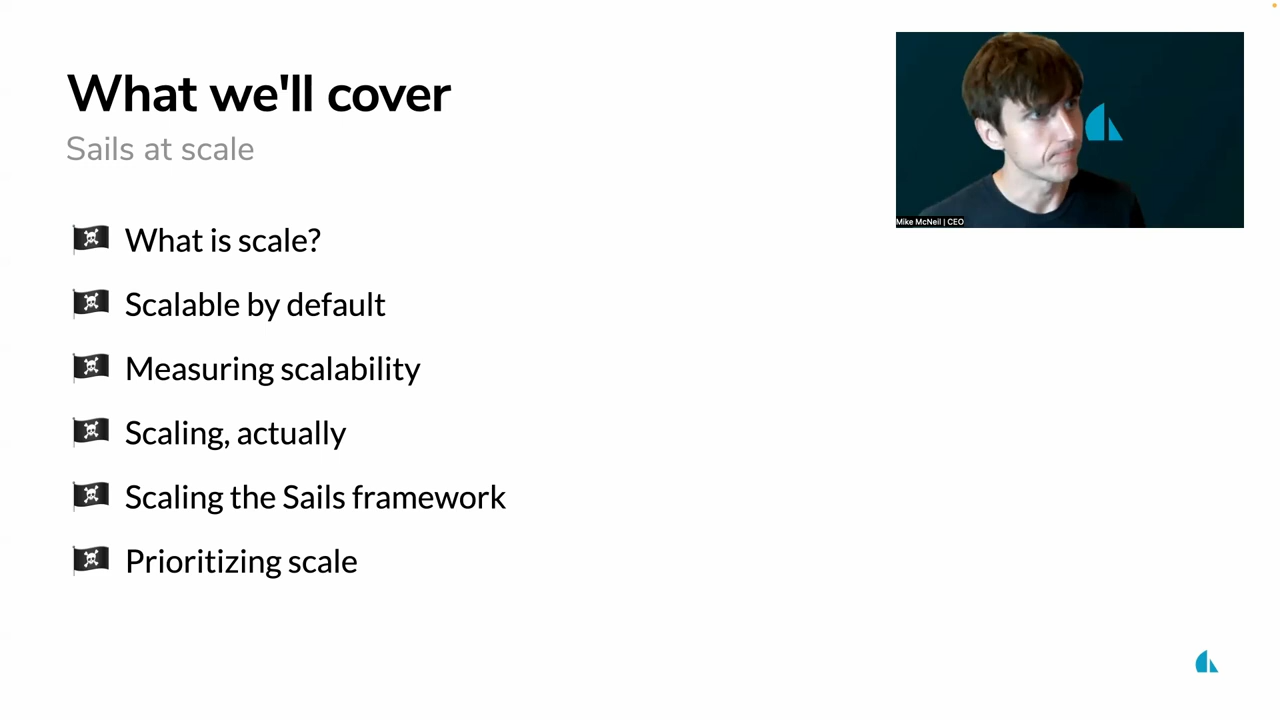 What we'll cover
Sails at scale
What is scale?
Scalable by default
Measuring scalability
Scaling, actually
Scaling the Sails framework
Prioritizing scale
Mike McNeil | CEO